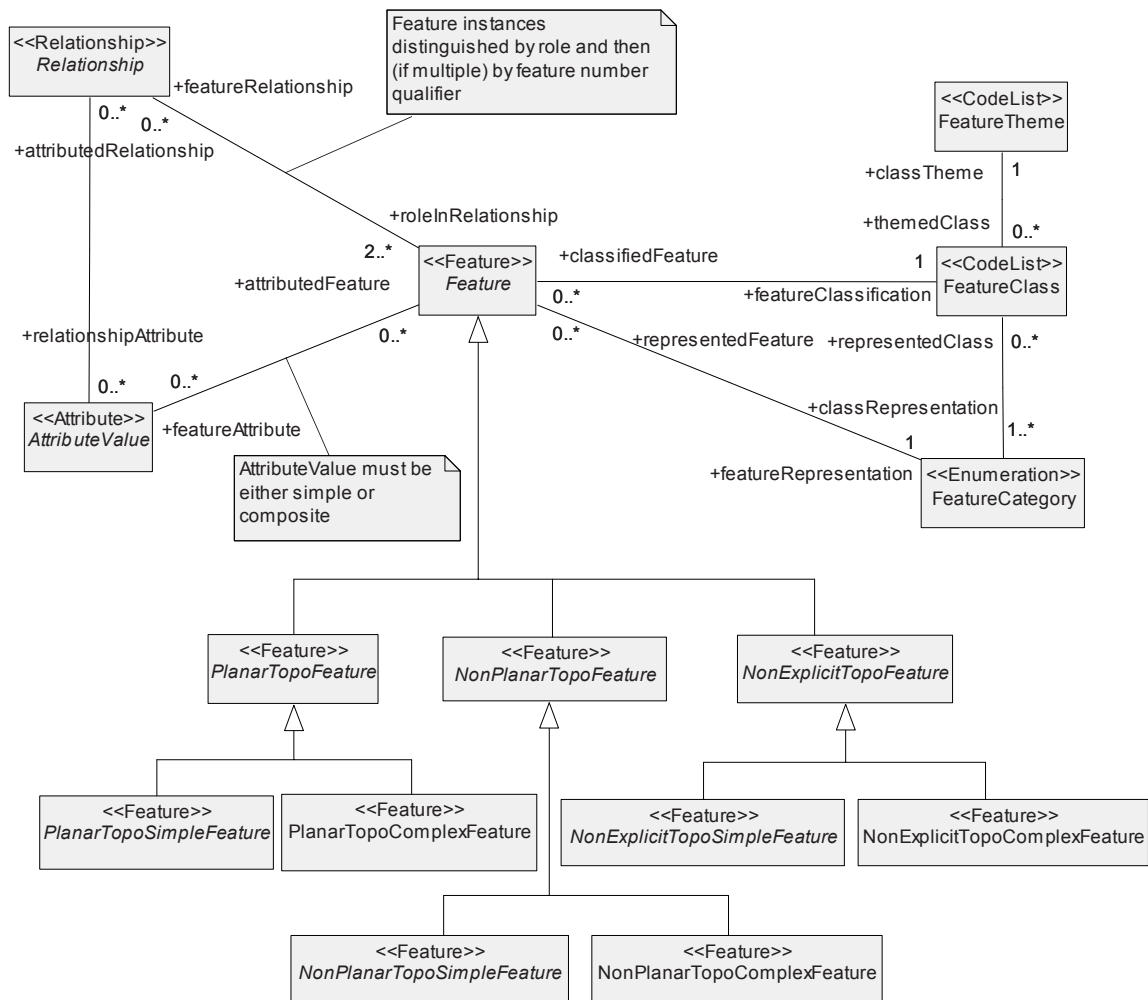 <<Relationship>>
Relationship
Feature instances
distinguished by role and then
(if multiple) by feature number
qualifier
+featureRelationship
0..*
0..*
+attributedRelationship
<<CodeList>>
FeatureTheme
+classTheme
1
+themedClass
0..*
+roleInRelationship
2..*
<<Feature>>
Feature
+classifiedFeature
1
<<CodeList>>
FeatureClass
+attributedFeature
0..*
+featureClassification
0..*
0..*
+representedFeature
+representedClass
0..*
+relationshipAttribute
0..*
0..*
+classRepresentation
1..*
<<Attribute>>
AttributeValue
+featureAttribute
1
+featureRepresentation
<<Enumeration>>
FeatureCategory
AttributeValue must be
either simple or
composite
<<Feature>>
PlanarTopoFeature
<<Feature>>
NonPlanarTopoFeature
<<Feature>>
NonExplicitTopoFeature
<<Feature>>
PlanarTopoSimpleFeature
<<Feature>>
PlanarTopoComplexFeature
<<Feature>>
NonExplicitTopoSimpleFeature
<<Feature>>
NonExplicitTopoComplexFeature
<<Feature>>
NonPlanarTopoSimpleFeature
<<Feature>>
NonPlanarTopoComplexFeature